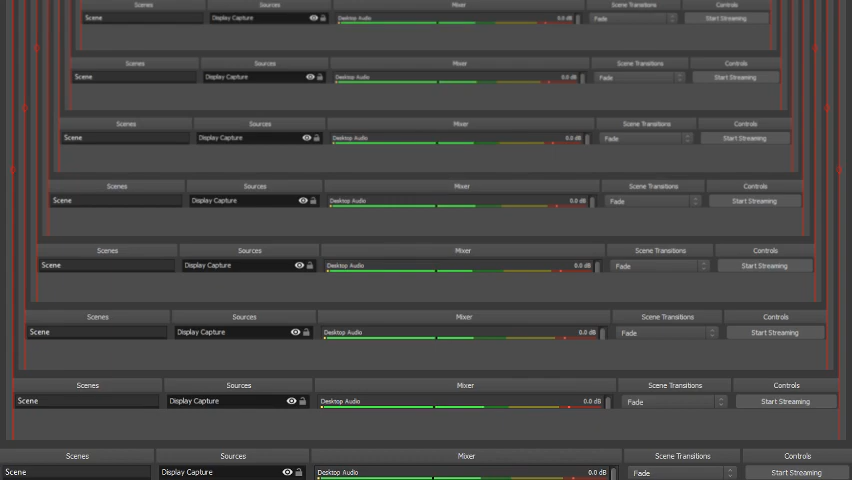 Scenes Sources Mixer Scene Transitions Controls
Scene Display Capture Desktop Audio 0.0 dB Fade Start Streaming
Scenes Sources Mixer Scene Transitions Controls
Scene Display Capture Desktop Audio 0.0 dB Fade Start Streaming
Scenes Sources Mixer Scene Transitions Controls
Scene Display Capture Desktop Audio 0.0 dB Fade Start Streaming
Scenes Sources Mixer Scene Transitions Controls
Scene Display Capture Desktop Audio 0.0 dB Fade Start Streaming
Scenes Sources Mixer Scene Transitions Controls
Scene Display Capture Desktop Audio 0.0 dB Fade Start Streaming
Scenes Sources Mixer Scene Transitions Controls
Scene Display Capture Desktop Audio 0.0 dB Fade Start Streaming
Scenes Sources Mixer Scene Transitions Controls
Scene Display Capture Desktop Audio 0.0 dB Fade Start Streaming
Scenes Sources Mixer Scene Transitions Controls
Scene Display Capture Desktop Audio 0.0 dB Fade Start Streaming